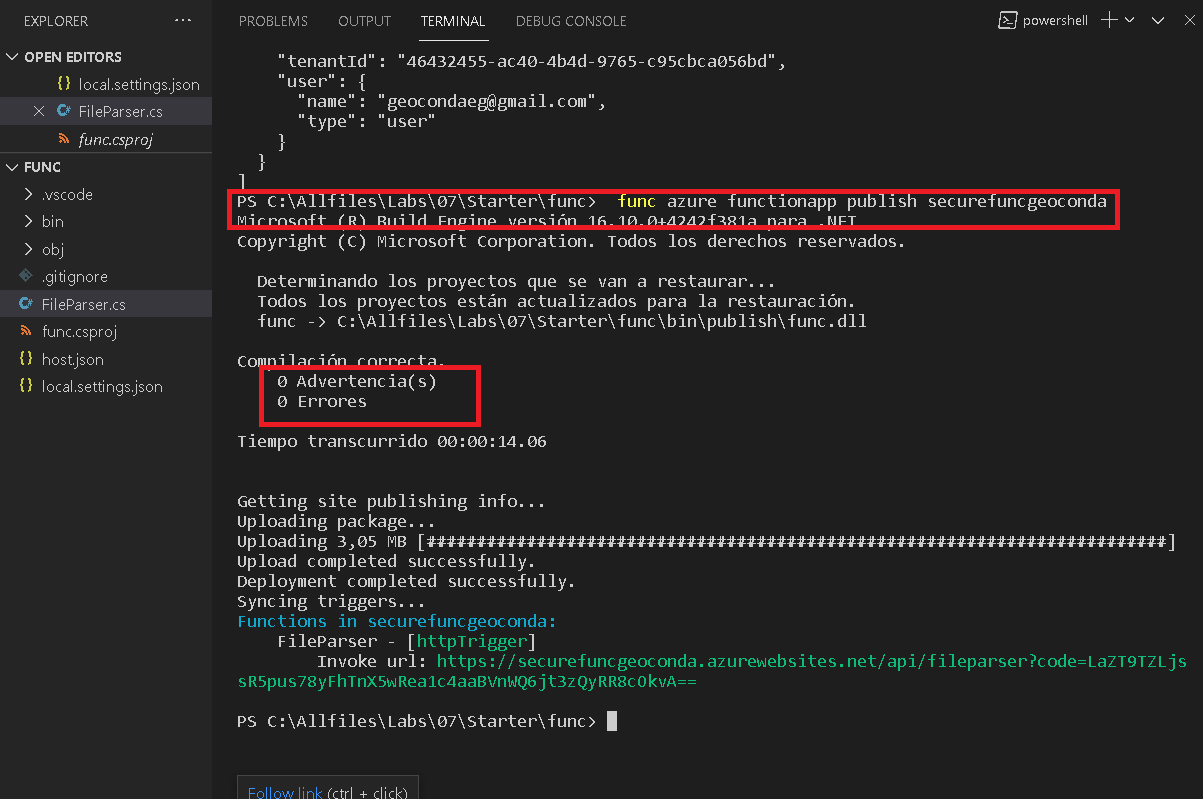 EXPLORER ...
OPEN EDITORS
{} local.settings.json
FileParser.cs
func.csproj
FUNC
.vscode
bin
obj
.gitignore
FileParser.cs
func.csproj
{} host.json
{} local.settings.json
PROBLEMS OUTPUT TERMINAL DEBUG CONSOLE powershell
"tenantId": "46432455-ac40-4b4d-9765-c95cbca056bd",
"user": {
"name": "geocondaeg@gmail.com",
"type": "user"
}
}
]
PS C:\Allfiles\Labs\07\Starter\func> func azure functionapp publish securefuncgeoconda
Microsoft (R) Build Engine versión 16.10.0+4242f381a para .NET
Copyright (C) Microsoft Corporation. Todos los derechos reservados.
Determinando los proyectos que se van a restaurar...
Todos los proyectos están actualizados para la restauración.
func -> C:\Allfiles\Labs\07\Starter\func\bin\publish\func.dll
Compilación correcta.
0 Advertencia(s)
0 Errores
Tiempo transcurrido 00:00:14.06
Getting site publishing info...
Uploading package...
Uploading 3,05 MB [##########################################################################]
Upload completed successfully.
Deployment completed successfully.
Syncing triggers...
Functions in securefuncgeoconda:
FileParser - [httpTrigger]
Invoke url: https://securefuncgeoconda.azurewebsites.net/api/fileparser?code=LaZT9TZLjs
sR5pus78yFhTnX5wRea1c4aaBVnWQ6jt3zQyRR8cOkvA==
PS C:\Allfiles\Labs\07\Starter\func>
Follow link (ctrl + click)